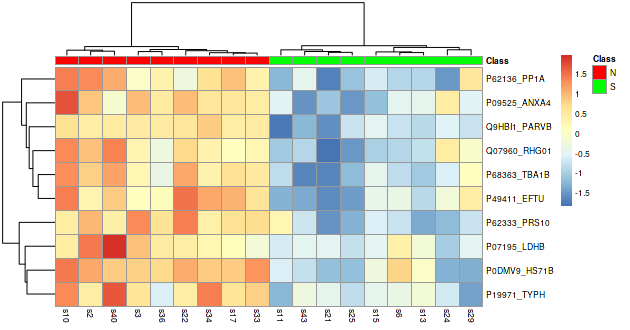 Class
P62136_PP1A
P09525_ANXA4
Q9HBI1_PARVB
Q07960_RHG01
P68363_TBA1B
P49411_EFTU
P62333_PRS10
P07195_LDHB
P0DMV9_HS71B
P19971_TYPH
s10 s2 s40 s3 s36 s22 s34 s17 s33 s11 s43 s21 s25 s15 s6 s13 s24 s29
1.5
1
0.5
0
-0.5
-1
-1.5
Class
N
S